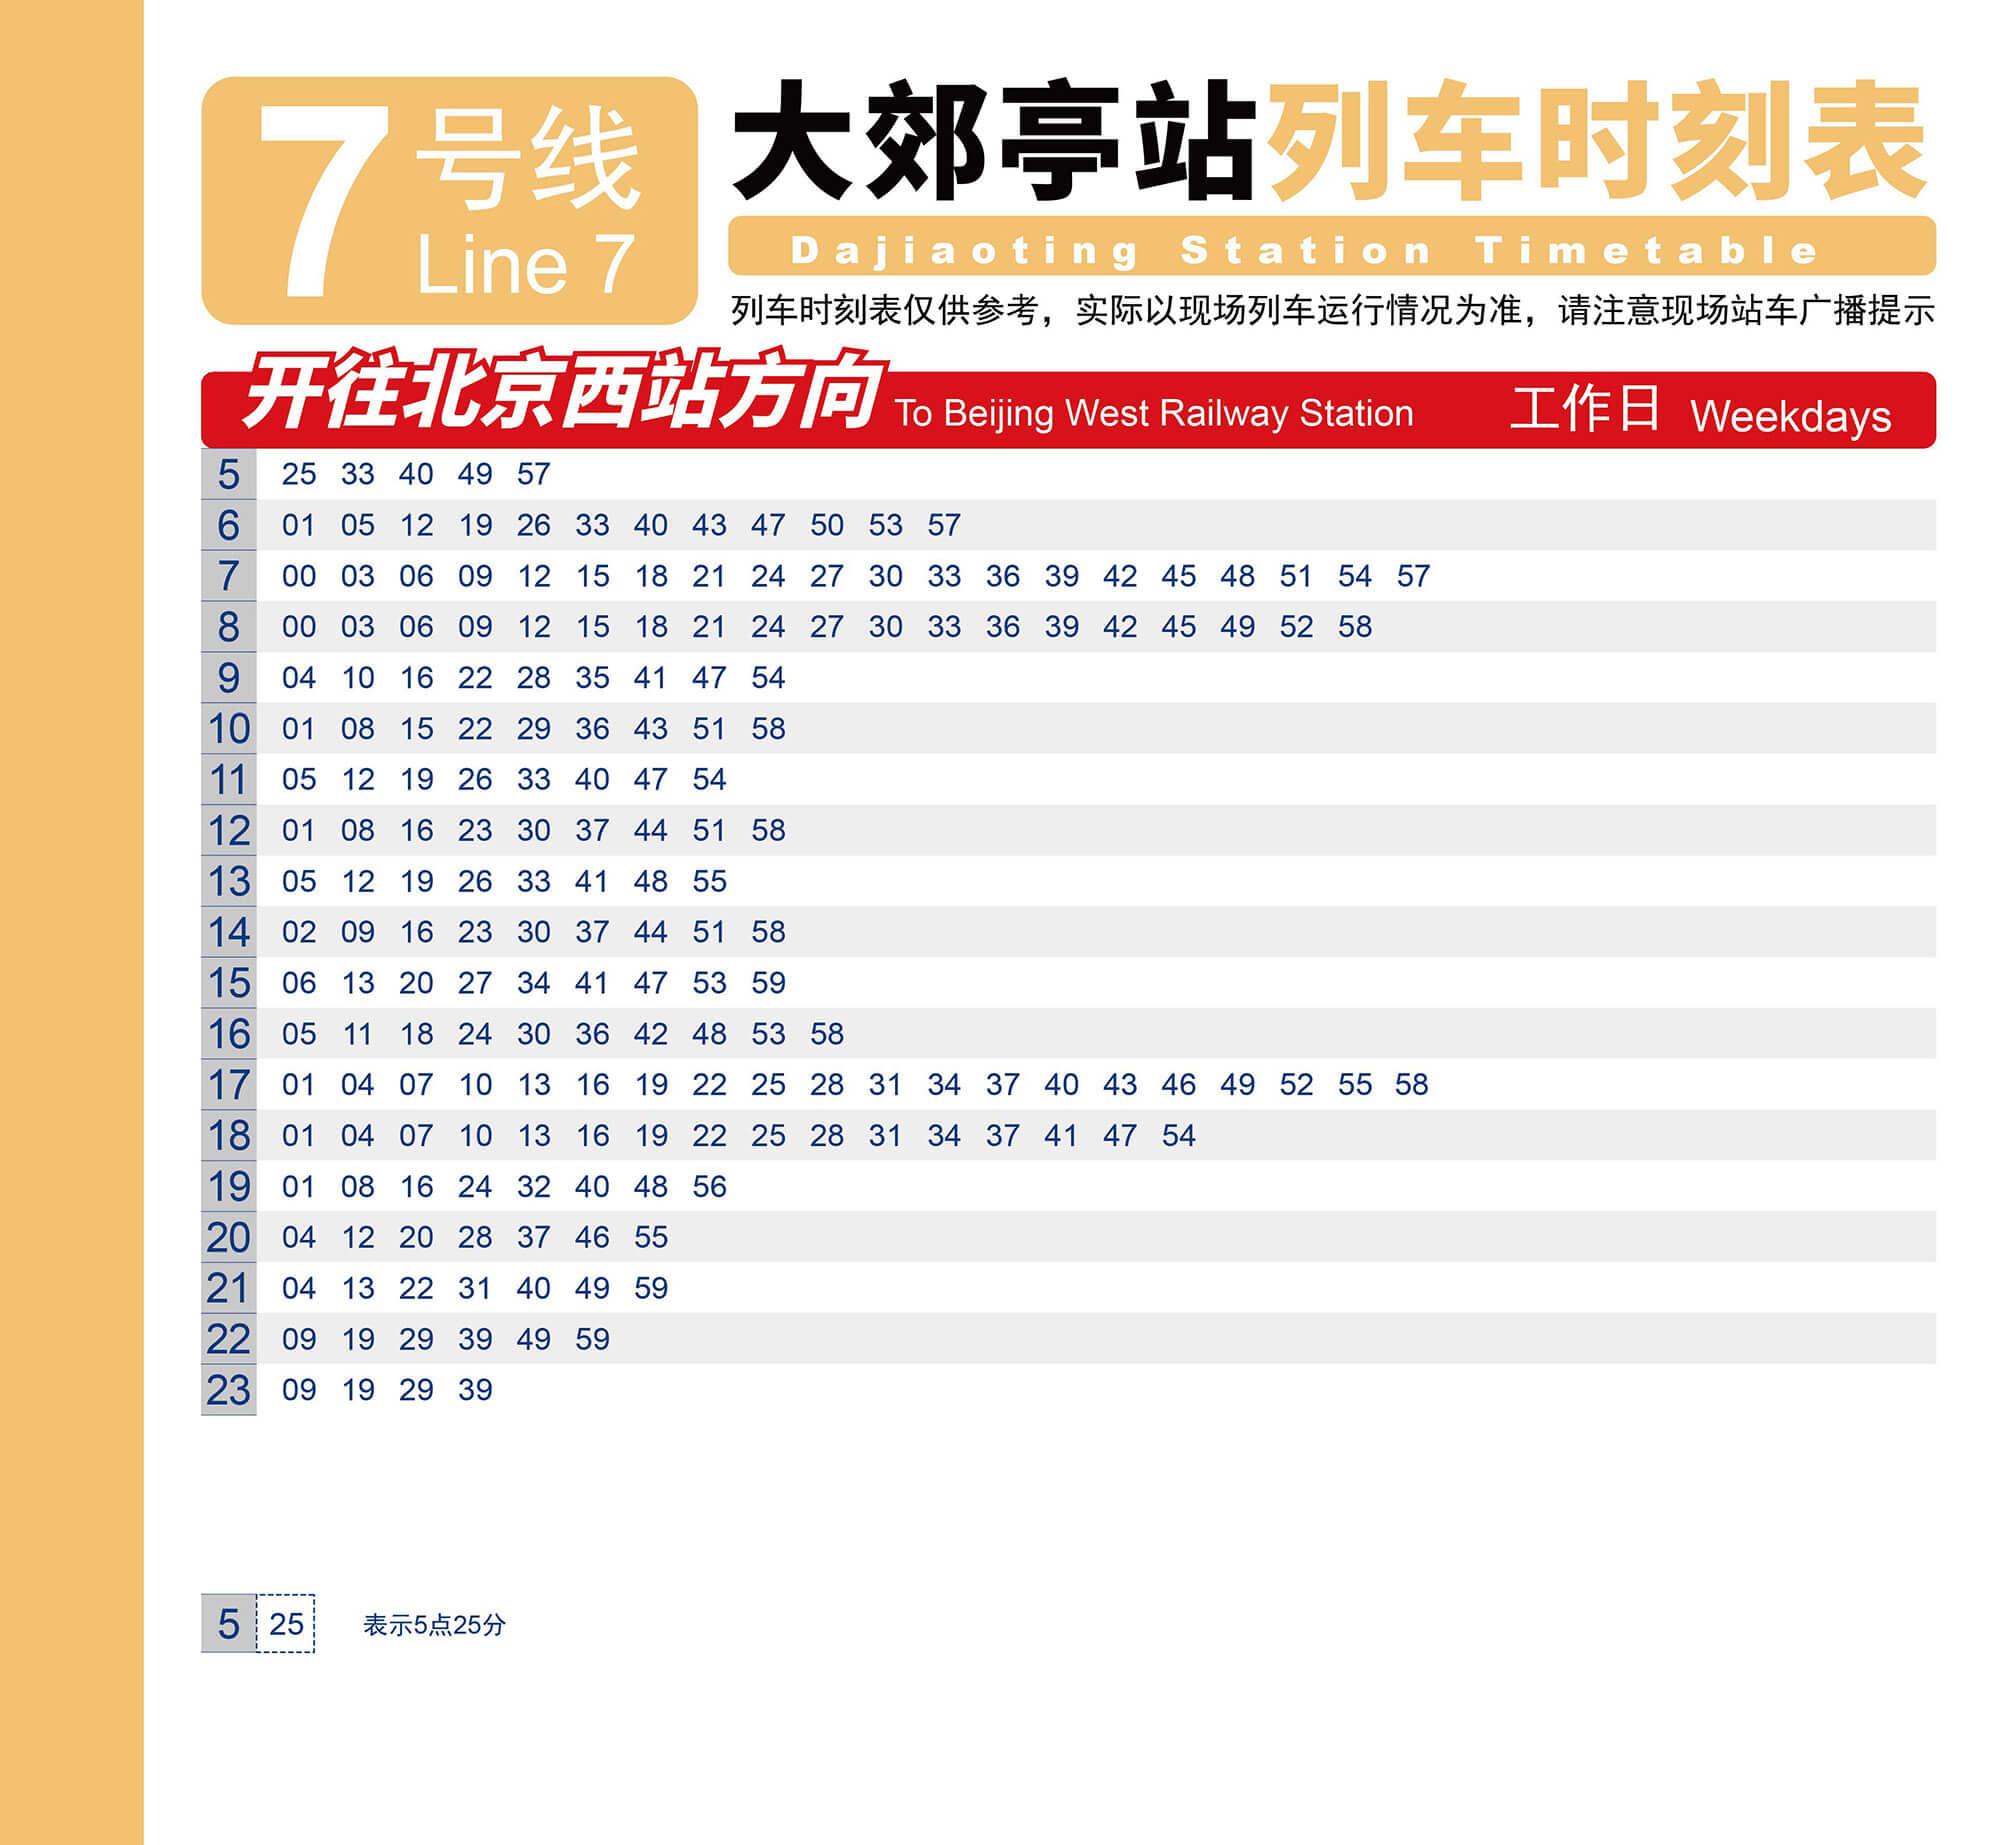 7 号线 Line 7
大郊亭站列车时刻表
Dajiaoting Station Timetable
列车时刻表仅供参考，实际以现场列车运行情况为准，请注意现场站车广播提示
开往北京西站方向 To Beijing West Railway Station 工作日 Weekdays
5 25 33 40 49 57
6 01 05 12 19 26 33 40 43 47 50 53 57
7 00 03 06 09 12 15 18 21 24 27 30 33 36 39 42 45 48 51 54 57
8 00 03 06 09 12 15 18 21 24 27 30 33 36 39 42 45 49 52 58
9 04 10 16 22 28 35 41 47 54
10 01 08 15 22 29 36 43 51 58
11 05 12 19 26 33 40 47 54
12 01 08 16 23 30 37 44 51 58
13 05 12 19 26 33 41 48 55
14 02 09 16 23 30 37 44 51 58
15 06 13 20 27 34 41 47 53 59
16 05 11 18 24 30 36 42 48 53 58
17 01 04 07 10 13 16 19 22 25 28 31 34 37 40 43 46 49 52 55 58
18 01 04 07 10 13 16 19 22 25 28 31 34 37 41 47 54
19 01 08 16 24 32 40 48 56
20 04 12 20 28 37 46 55
21 04 13 22 31 40 49 59
22 09 19 29 39 49 59
23 09 19 29 39
5 25 表示5点25分